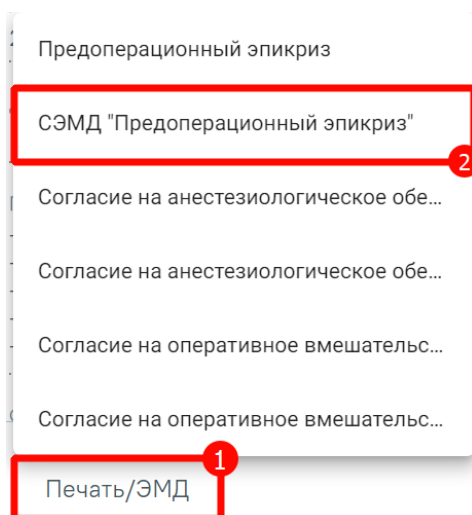 Предоперационный эпикриз
СЭМД "Предоперационный эпикриз"
2
Согласие на анестезиологическое обе...
Согласие на анестезиологическое обе...
Согласие на оперативное вмешательс...
Согласие на оперативное вмешательс...
1
Печать/ЭМД